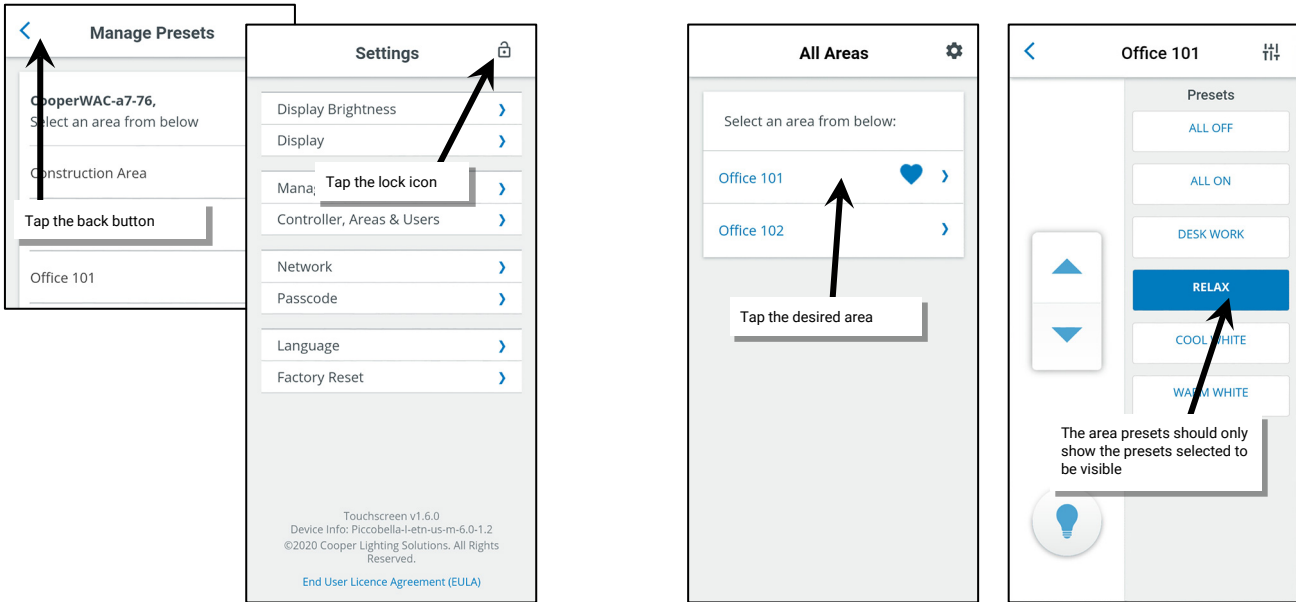 Manage Presets
CooperWAC-a7-76,
Select an area from below
Construction Area
Tap the back button
Office 101
Settings
Display Brightness
Display
Tap the lock icon
Manag
Controller, Areas & Users
Network
Passcode
Language
Factory Reset
Touchscreen v1.6.0
Device Info: Piccobella-l-etn-us-m-6.0-1.2
©2020 Cooper Lighting Solutions. All Rights
Reserved.
End User Licence Agreement (EULA)
All Areas
Select an area from below:
Office 101
Office 102
Tap the desired area
Office 101
Presets
ALL OFF
ALL ON
DESK WORK
RELAX
COOL WHITE
WARM WHITE
The area presets should only
show the presets selected to
be visible